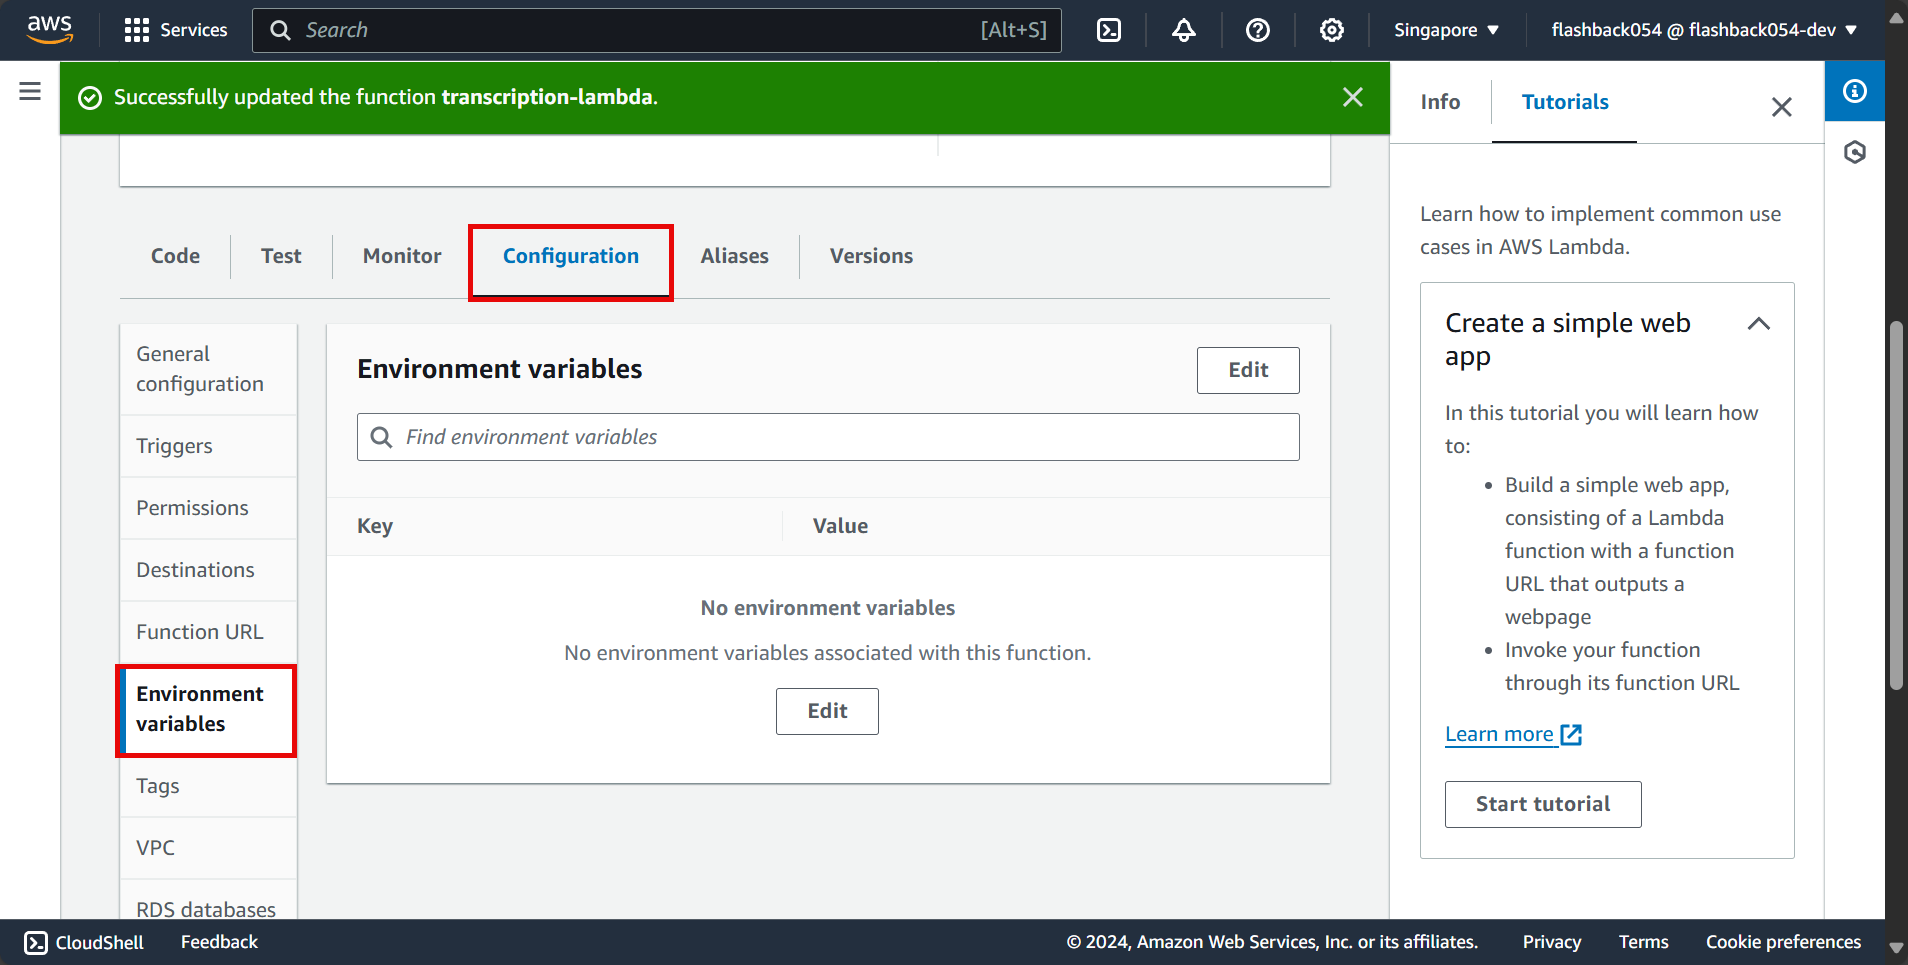 aws
Services
Search
[Alt+S]
Singapore
flashback054 @ flashback054-dev
Successfully updated the function transcription-lambda.
Info
Tutorials
Code
Test
Monitor
Configuration
Aliases
Versions
General
configuration
Triggers
Permissions
Destinations
Function URL
Environment
variables
Tags
VPC
RDS databases
Environment variables
Edit
Find environment variables
Key
Value
No environment variables
No environment variables associated with this function.
Edit
Learn how to implement common use
cases in AWS Lambda.
Create a simple web
app
In this tutorial you will learn how
to:
• Build a simple web app,
consisting of a Lambda
function with a function
URL that outputs a
webpage
• Invoke your function
through its function URL
Learn more
Start tutorial
CloudShell
Feedback
© 2024, Amazon Web Services, Inc. or its affiliates.
Privacy
Terms
Cookie preferences